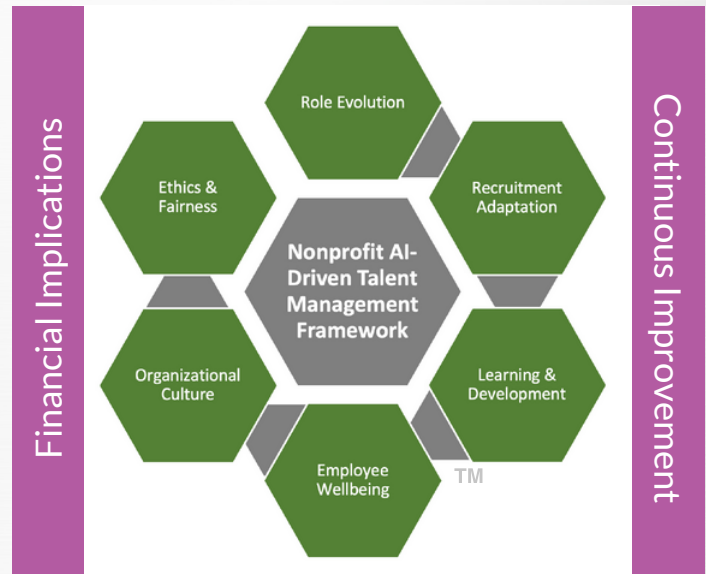 Financial Implications
Role Evolution
Ethics &
Fairness
Recruitment
Adaptation
Nonprofit AI-
Driven Talent
Management
Framework
Organizational
Culture
Learning &
Development
Employee
Wellbeing
TM
Continuous Improvement